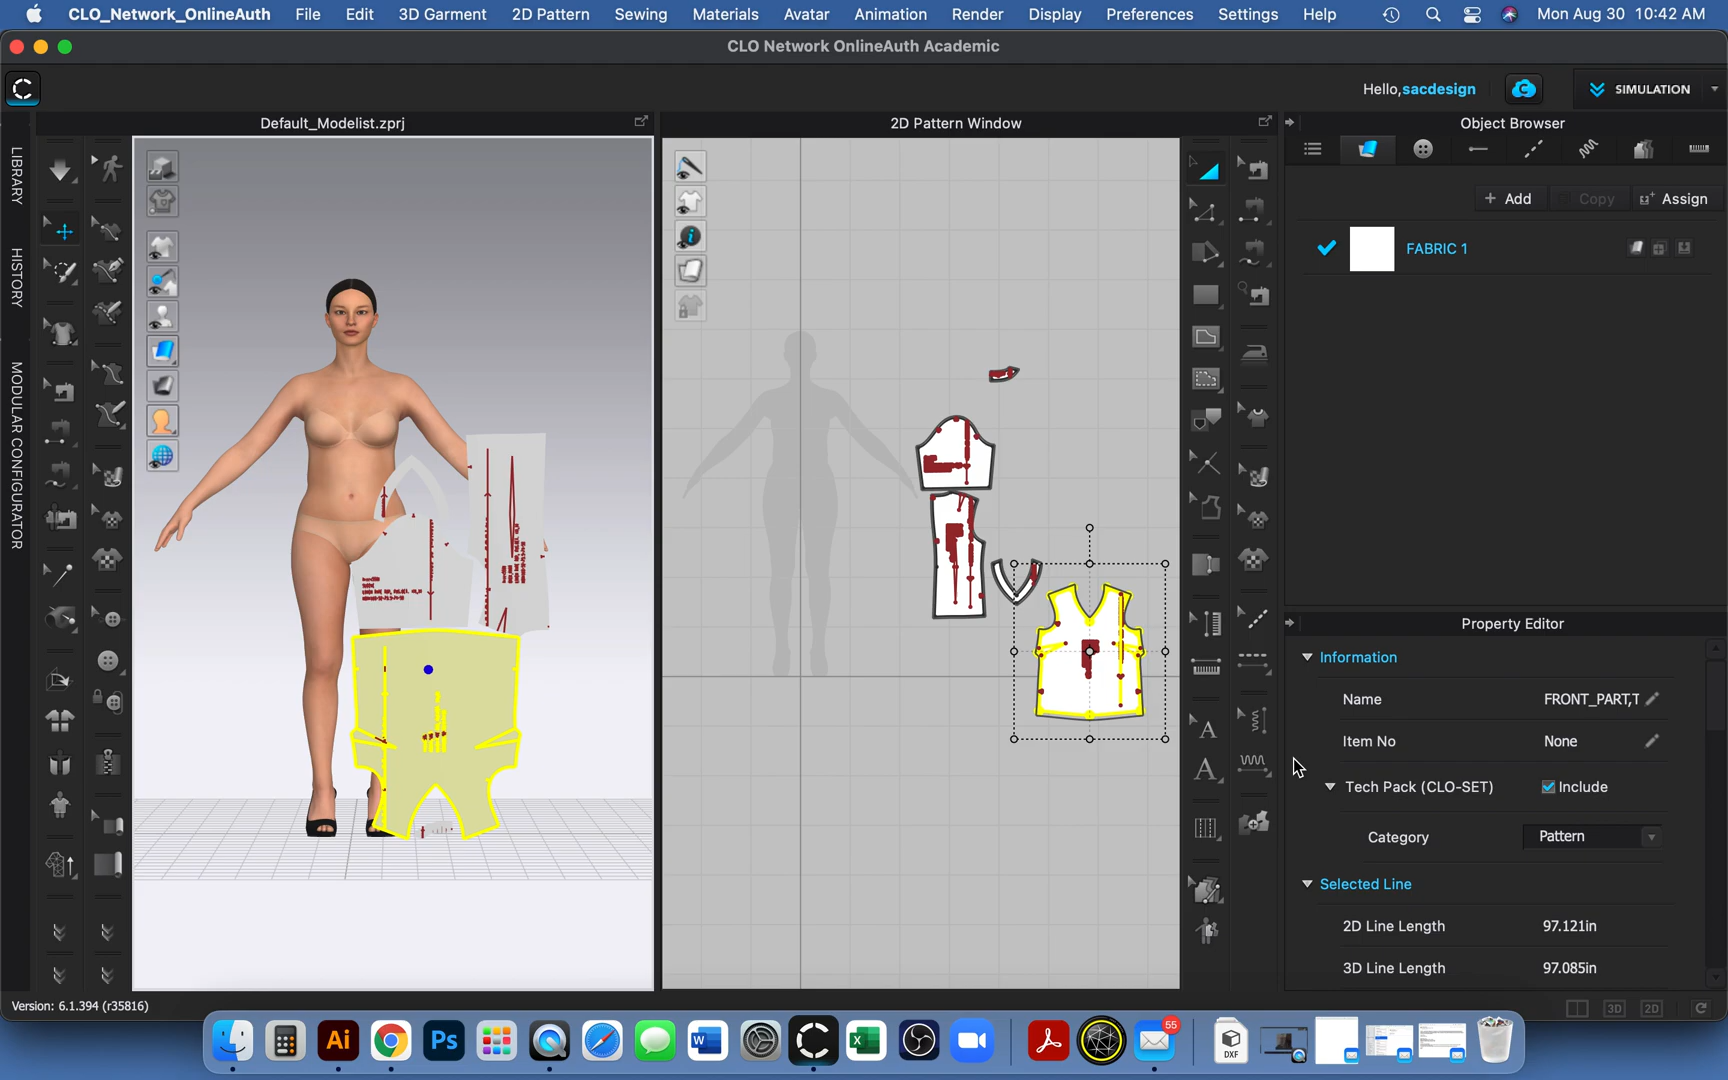 CLO_Network_OnlineAuth File Edit 3D Garment 2D Pattern Sewing Materials Avatar Animation Render Display Preferences Settings Help Mon Aug 30 10:42 AM
CLO Network OnlineAuth Academic
Hello,sacdesign
SIMULATION
Default_Modelist.zprj
2D Pattern Window
Object Browser
LIBRARY
HISTORY
MODULAR CONFIGURATOR
+ Add
Copy
Assign
FABRIC 1
Property Editor
Information
Name FRONT_PART,T
Item No None
Tech Pack (CLO-SET) Include
Category Pattern
Selected Line
2D Line Length 97.121in
3D Line Length 97.085in
Version: 6.1.394 (r35816)
3D
2D
Ai
Ps
W
X
55
DXF